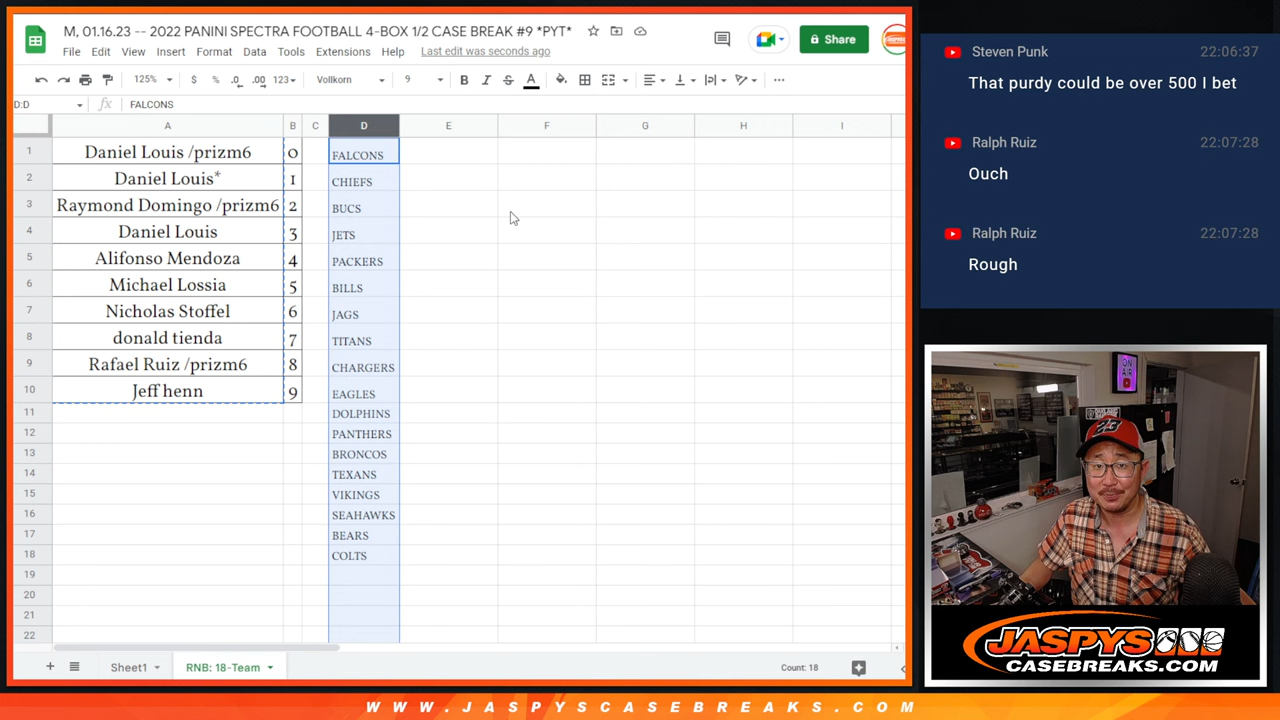 M, 01.16.23 -- 2022 PANINI SPECTRA FOOTBALL 4-BOX 1/2 CASE BREAK #9 *PYT*
File Edit View Insert Format Data Tools Extensions Help Last edit was seconds ago
Share
125% $ % .0 .00 123 Vollkorn 9 B I S A
D:D fx FALCONS
A B C D E F G H I
1 Daniel Louis /prizm6 0 FALCONS
2 Daniel Louis* 1 CHIEFS
3 Raymond Domingo /prizm6 2 BUCS
4 Daniel Louis 3 JETS
5 Alifonso Mendoza 4 PACKERS
6 Michael Lossia 5 BILLS
7 Nicholas Stoffel 6 JAGS
8 donald tienda 7 TITANS
9 Rafael Ruiz /prizm6 8 CHARGERS
10 Jeff henn 9 EAGLES
11 DOLPHINS
12 PANTHERS
13 BRONCOS
14 TEXANS
15 VIKINGS
16 SEAHAWKS
17 BEARS
18 COLTS
19
20
21
22
Sheet1 RNB: 18-Team Count: 18
Steven Punk 22:06:37
That purdy could be over 500 I bet
Ralph Ruiz 22:07:28
Ouch
Ralph Ruiz 22:07:28
Rough
ON AIR
JASPYS
CASEBREAKS.COM
WWW.JASPYSCASEBREAKS.COM